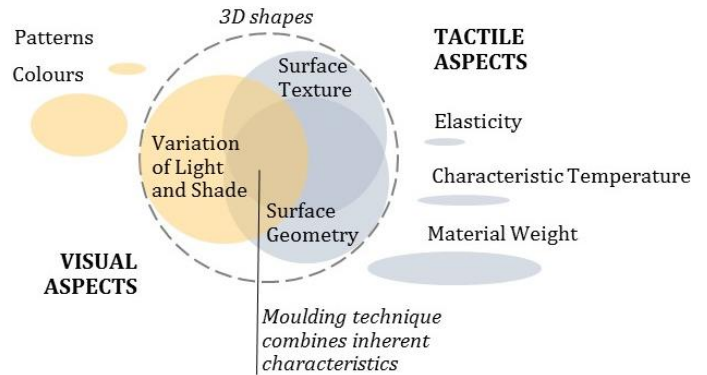 3D shapes
Patterns
Colours
Surface
Texture
Variation
of Light
and Shade
Surface
Geometry
VISUAL
ASPECTS
Moulding technique
combines inherent
characteristics
TACTILE
ASPECTS
Elasticity
Characteristic Temperature
Material Weight